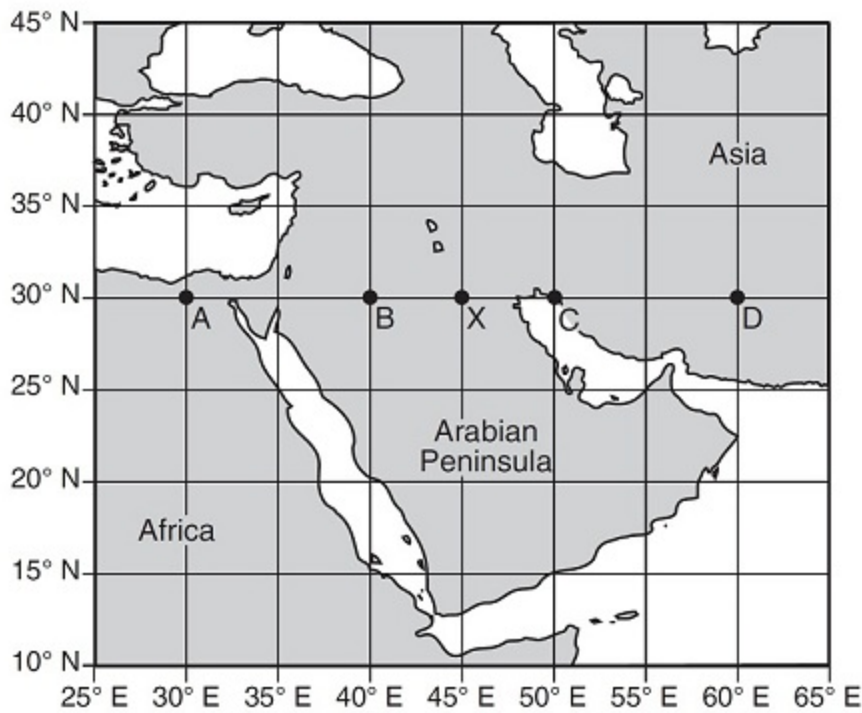 45° N
40° N
Asia
35° N
30° N
A
B
X
C
D
25° N
Arabian
Peninsula
20° N
Africa
15° N
10° N
25° E 30° E 35° E 40° E 45° E 50° E 55° E 60° E 65° E